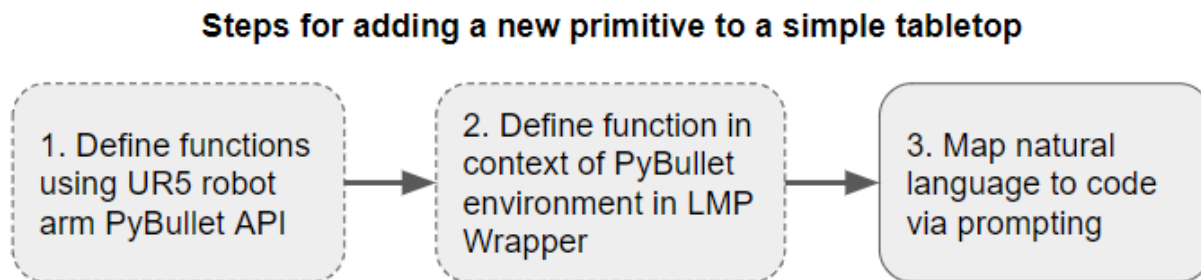 Steps for adding a new primitive to a simple tabletop
1. Define functions
using UR5 robot
arm PyBullet API
2. Define function in
context of PyBullet
environment in LMP
Wrapper
3. Map natural
language to code
via prompting